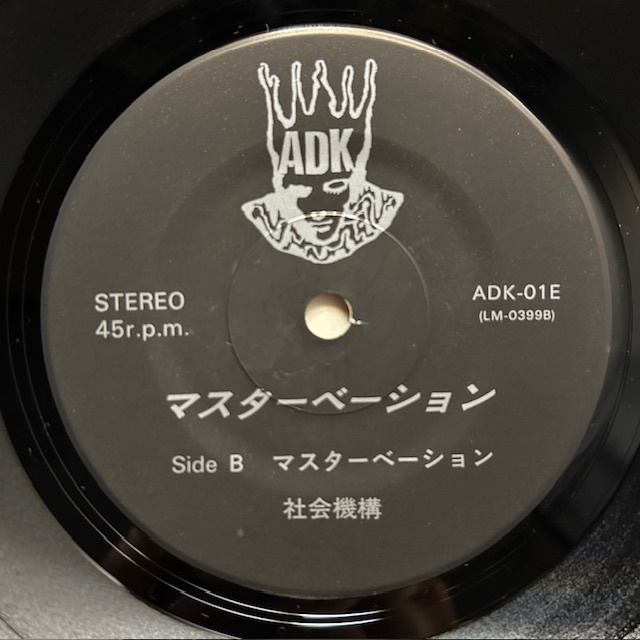 ADK
STEREO
45r.p.m.
ADK-01E
(LM-0399B)
マスターベーション
Side B マスターベーション
社会機構